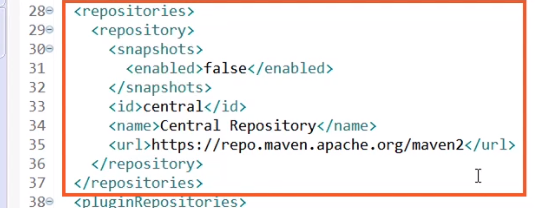 28 <repositories>
29 <repository>
30 <snapshots>
31 <enabled>false</enabled>
32 </snapshots>
33 <id>central</id>
34 <name>Central Repository</name>
35 <url>https://repo.maven.apache.org/maven2</url>
36 </repository>
37 </repositories>
38 <pluginRepositories>